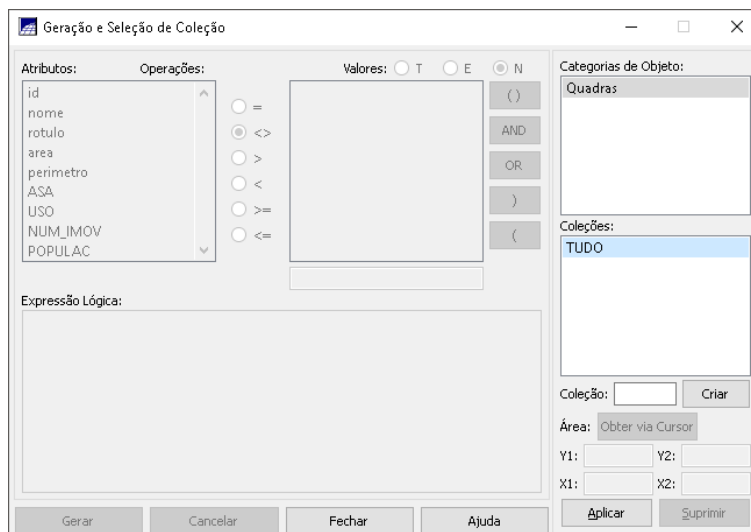 Geração e Seleção de Coleção
Atributos: Operações: Valores: T E N
id
nome
rotulo
area
perimetro
ASA
USO
NUM_IMOV
POPULAC
=
<>
>
<
>=
<=
( )
AND
OR
)
(
Expressão Lógica:
Gerar Cancelar Fechar Ajuda
Categorias de Objeto:
Quadras
Coleções:
TUDO
Coleção: Criar
Área: Obter via Cursor
Y1: Y2:
X1: X2:
Aplicar Suprimir